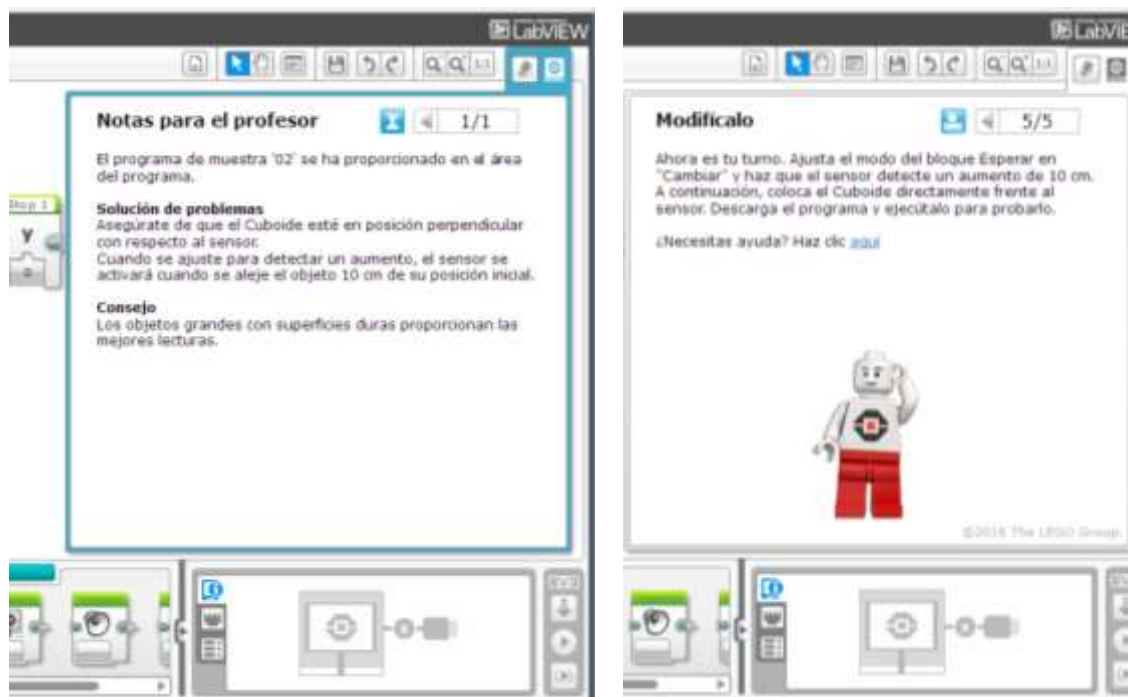 LabVIEW
1:1
Notas para el profesor
1/1
El programa de muestra '02' se ha proporcionado en el área
del programa.
Solución de problemas
Asegúrate de que el Cuboide esté en posición perpendicular
con respecto al sensor.
Cuando se ajuste para detectar un aumento, el sensor se
activará cuando se aleje el objeto 10 cm de su posición inicial.
Consejo
Los objetos grandes con superficies duras proporcionan las
mejores lecturas.
EV3
LabVIE
1:1
Modifícalo
5/5
Ahora es tu turno. Ajusta el modo del bloque Esperar en
"Cambiar" y haz que el sensor detecte un aumento de 10 cm.
A continuación, coloca el Cuboide directamente frente al
sensor. Descarga el programa y ejecútalo para probarlo.
¿Necesitas ayuda? Haz clic aquí
©2016 The LEGO Group.